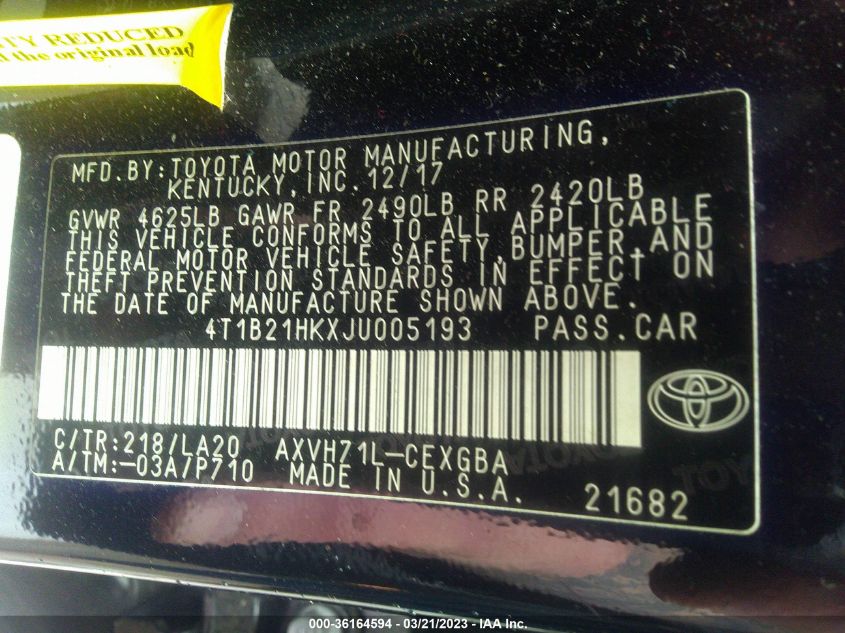 RTY REDUCED
the original load
MFD.BY:TOYOTA MOTOR MANUFACTURING,
KENTUCKY,INC.12/17
GVWR 4625LB GAWR FR 2490LB RR 2420LB
THIS VEHICLE CONFORMS TO ALL APPLICABLE
FEDERAL MOTOR VEHICLE SAFETY,BUMPER,AND
THEFT PREVENTION STANDARDS IN EFFECT ON
THE DATE OF MANUFACTURE SHOWN ABOVE.
4T1B21HKXJU005193 PASS.CAR
C/TR:218/LA20 AXVH71L-CEXGBA
A/TM:-03A/P710 MADE IN U.S.A.
21682
000-36164594 - 03/21/2023 - IAA Inc.